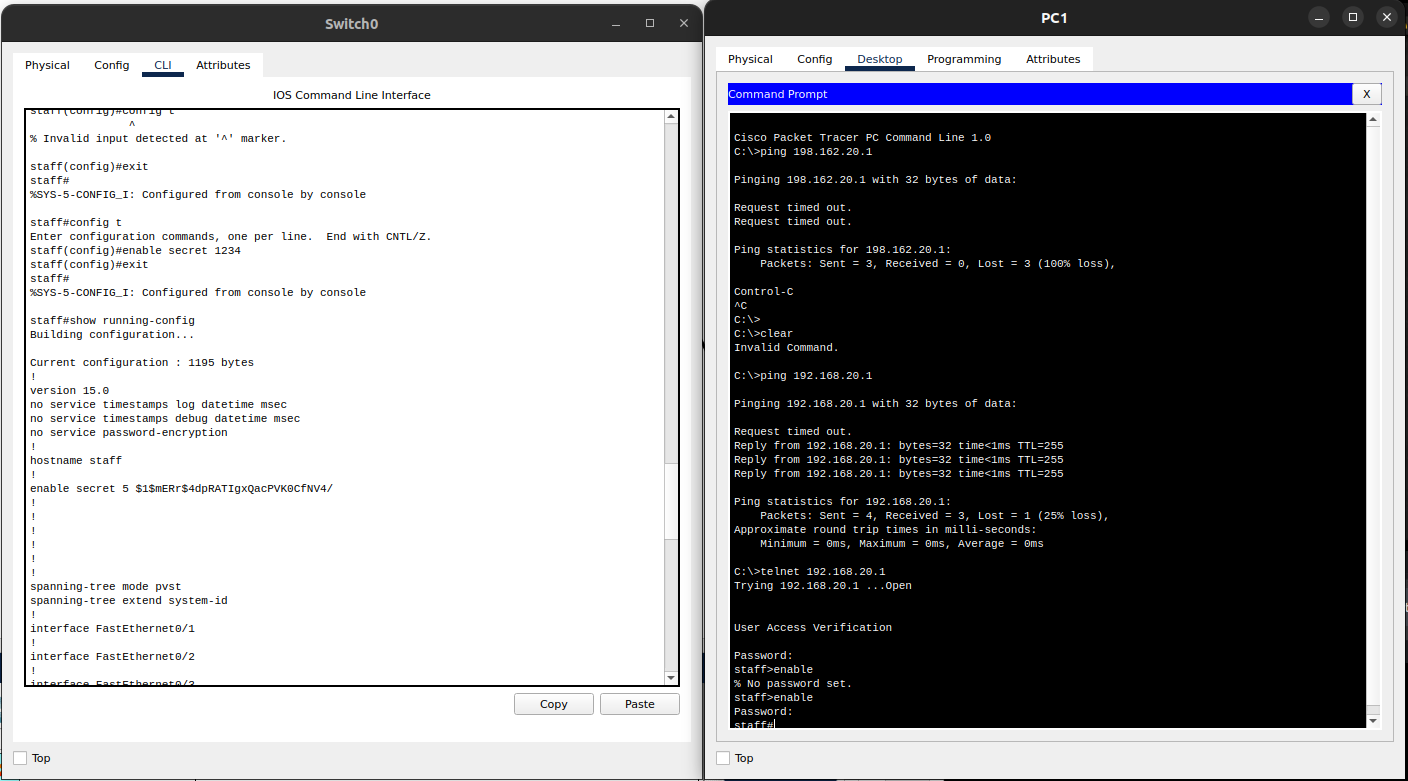 Switch0
Physical Config CLI Attributes
IOS Command Line Interface
staff(config)#config t
^
% Invalid input detected at '^' marker.
staff(config)#exit
staff#
%SYS-5-CONFIG_I: Configured from console by console
staff#config t
Enter configuration commands, one per line.  End with CNTL/Z.
staff(config)#enable secret 1234
staff(config)#exit
staff#
%SYS-5-CONFIG_I: Configured from console by console
staff#show running-config
Building configuration...
Current configuration : 1195 bytes
!
version 15.0
no service timestamps log datetime msec
no service timestamps debug datetime msec
no service password-encryption
!
hostname staff
!
enable secret 5 $1$mERr$4dpRATIgxQacPVK0CfNV4/
!
!
!
!
!
!
spanning-tree mode pvst
spanning-tree extend system-id
!
interface FastEthernet0/1
!
interface FastEthernet0/2
!
interface FastEthernet0/3
Copy Paste
Top
PC1
Physical Config Desktop Programming Attributes
Command Prompt X
Cisco Packet Tracer PC Command Line 1.0
C:\>ping 198.162.20.1
Pinging 198.162.20.1 with 32 bytes of data:
Request timed out.
Request timed out.
Ping statistics for 198.162.20.1:
Packets: Sent = 3, Received = 0, Lost = 3 (100% loss),
Control-C
^C
C:\>
C:\>clear
Invalid Command.
C:\>ping 192.168.20.1
Pinging 192.168.20.1 with 32 bytes of data:
Request timed out.
Reply from 192.168.20.1: bytes=32 time<1ms TTL=255
Reply from 192.168.20.1: bytes=32 time<1ms TTL=255
Reply from 192.168.20.1: bytes=32 time<1ms TTL=255
Ping statistics for 192.168.20.1:
Packets: Sent = 4, Received = 3, Lost = 1 (25% loss),
Approximate round trip times in milli-seconds:
Minimum = 0ms, Maximum = 0ms, Average = 0ms
C:\>telnet 192.168.20.1
Trying 192.168.20.1 ...Open
User Access Verification
Password:
staff>enable
% No password set.
staff>enable
Password:
staff#
Top